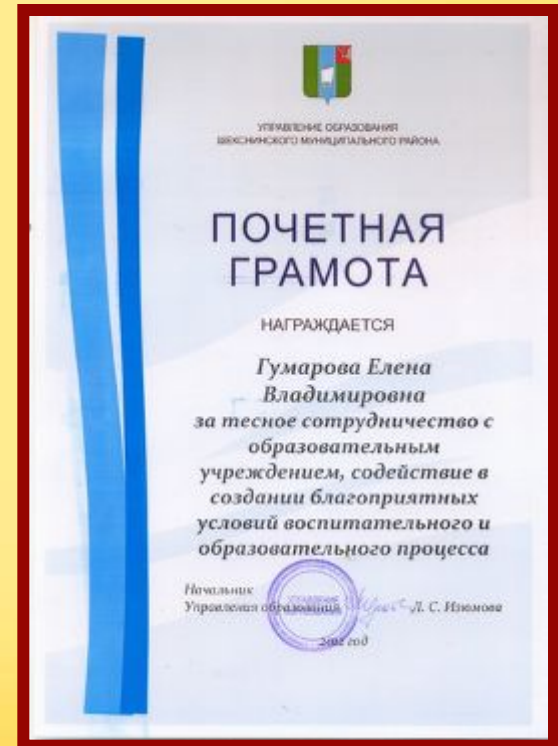 УПРАВЛЕНИЕ ОБРАЗОВАНИЯ
ШЕКСНИНСКОГО МУНИЦИПАЛЬНОГО РАЙОНА
ПОЧЕТНАЯ
ГРАМОТА
НАГРАЖДАЕТСЯ
Гумарова Елена
Владимировна
за тесное сотрудничество с
образовательным
учреждением, содействие в
создании благоприятных
условий воспитательного и
образовательного процесса
Начальник
Управления образования Л. С. Изюмова
год